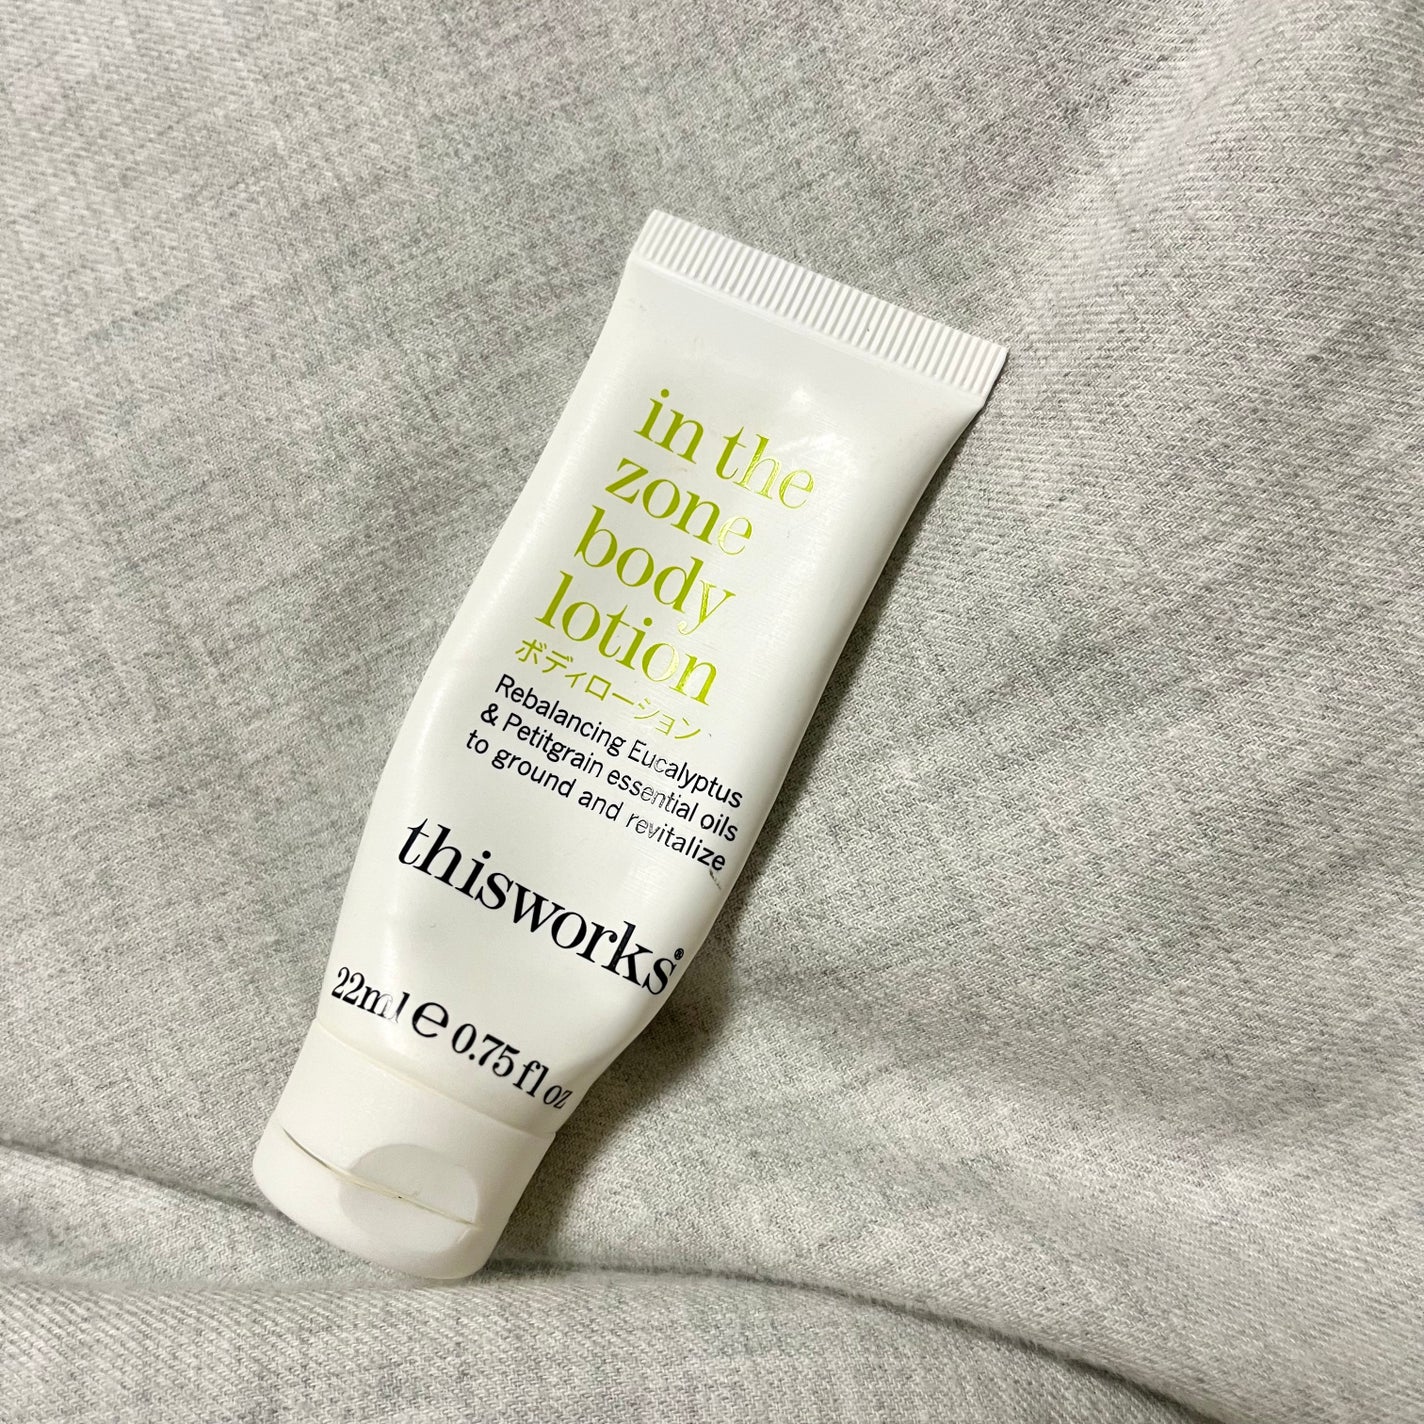 in the
zone
body
lotion
ボディローション
Rebalancing Eucalyptus
& Petitgrain essential oils
to ground and revitalize
thisworks®
22ml ℮ 0.75 fl oz